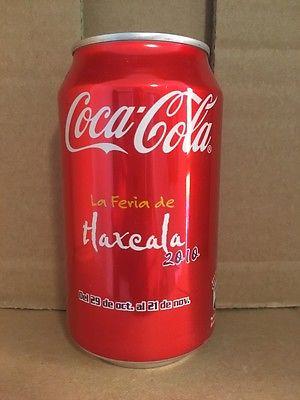 Coca-Cola®
La Feria de
tlaxcala
2010
Del 29 de oct. al 21 de nov.